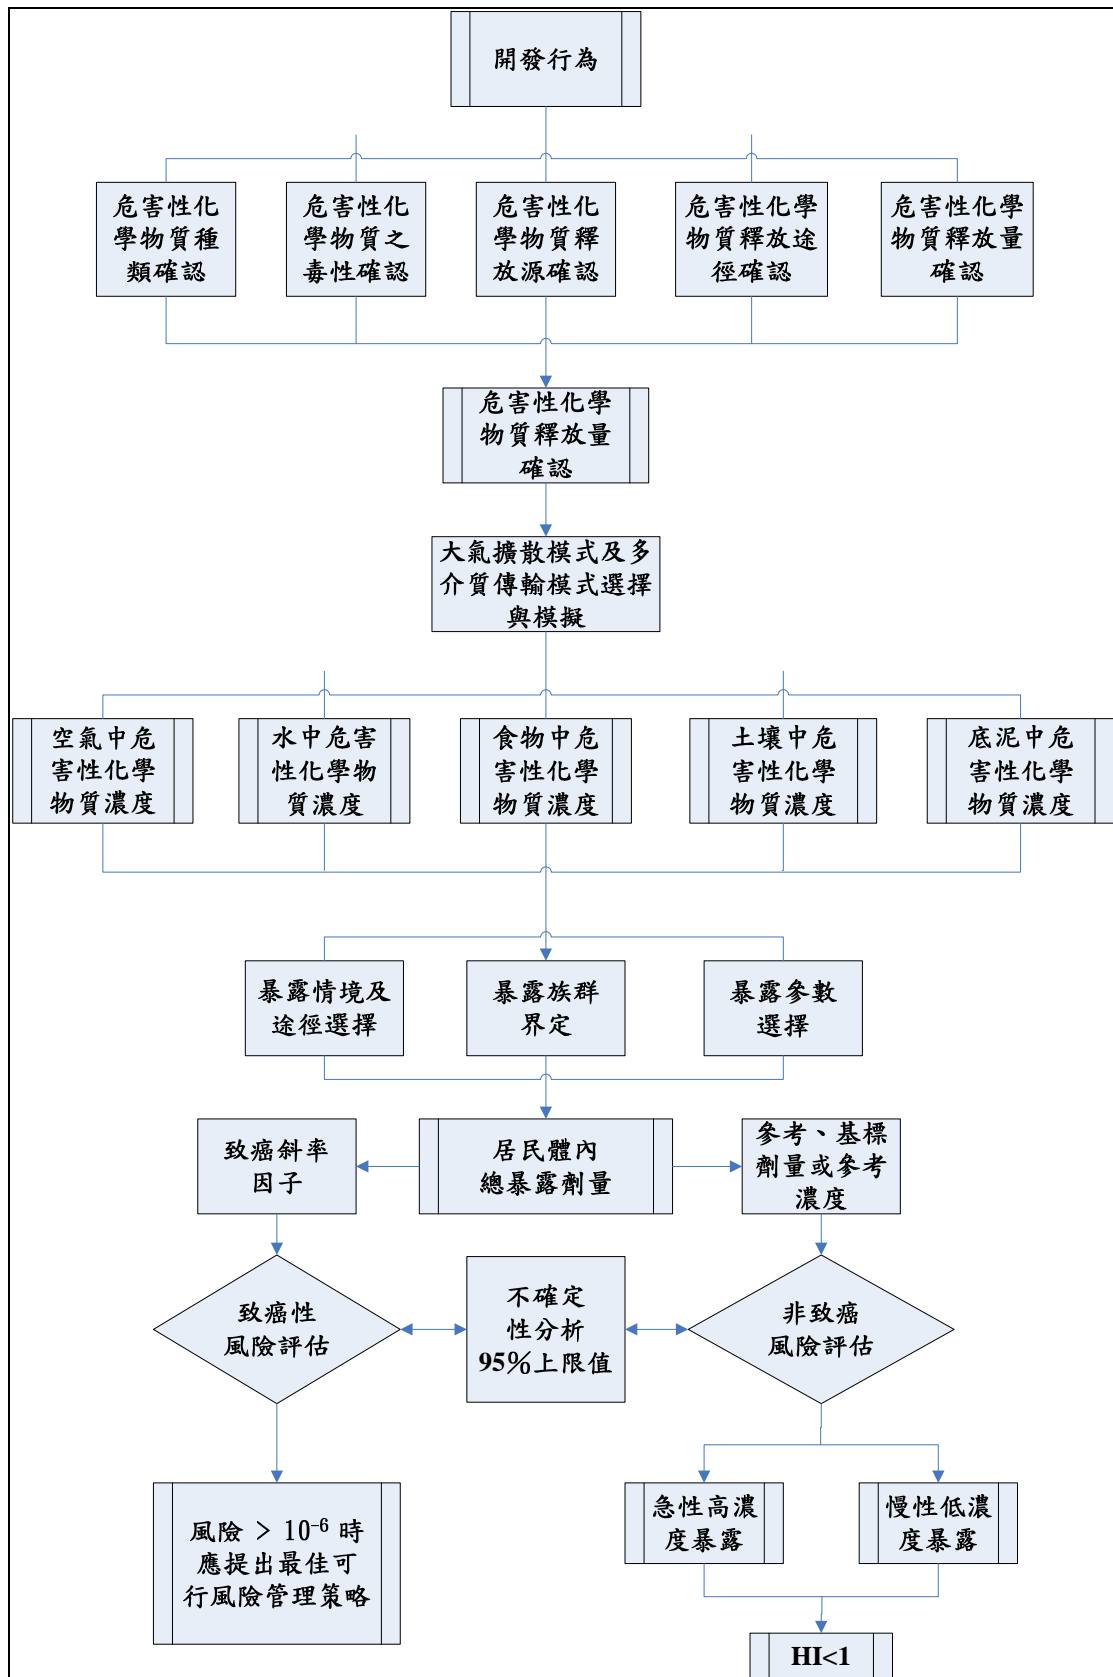 開發行為
危害性化
學物質種
類確認
危害性化
學物質之
毒性確認
危害性化
學物質釋
放源確認
危害性化學
物質釋放途
徑確認
危害性化學
物質釋放量
確認
危害性化學
物質釋放量
確認
大氣擴散模式及多
介質傳輸模式選擇
與模擬
空氣中危
害性化學
物質濃度
水中危害
性化學物
質濃度
食物中危
害性化學
物質濃度
土壤中危
害性化學
物質濃度
底泥中危
害性化學
物質濃度
暴露情境及
途徑選擇
暴露族群
界定
暴露參數
選擇
致癌斜率
因子
居民體內
總暴露劑量
參考、基標
劑量或參考
濃度
致癌性
風險評估
不確定
性分析
95%上限值
非致癌
風險評估
風險 > 10⁻⁶ 時
應提出最佳可
行風險管理策略
急性高濃
度暴露
慢性低濃
度暴露
HI<1